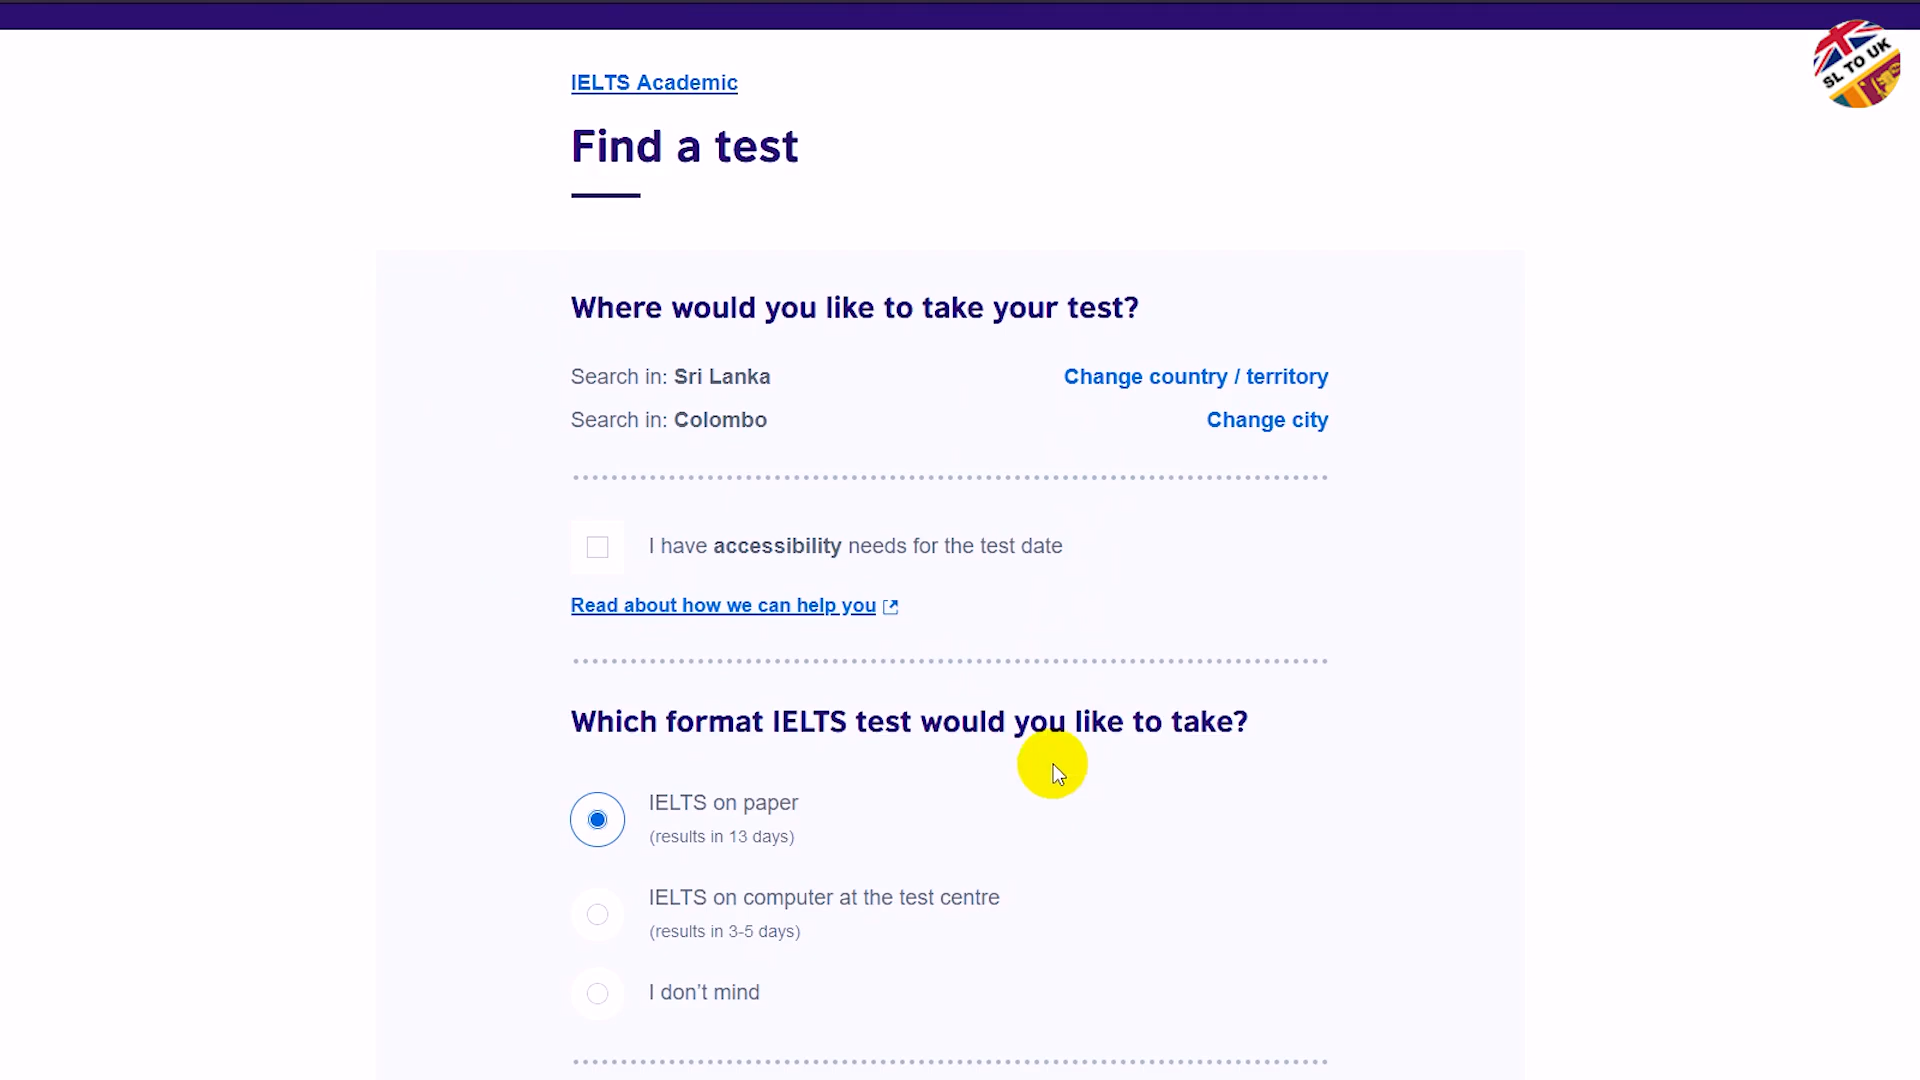 SL TO UK
IELTS Academic
Find a test
Where would you like to take your test?
Search in: Sri Lanka
Change country / territory
Search in: Colombo
Change city
I have accessibility needs for the test date
Read about how we can help you
Which format IELTS test would you like to take?
IELTS on paper
(results in 13 days)
IELTS on computer at the test centre
(results in 3-5 days)
I don’t mind